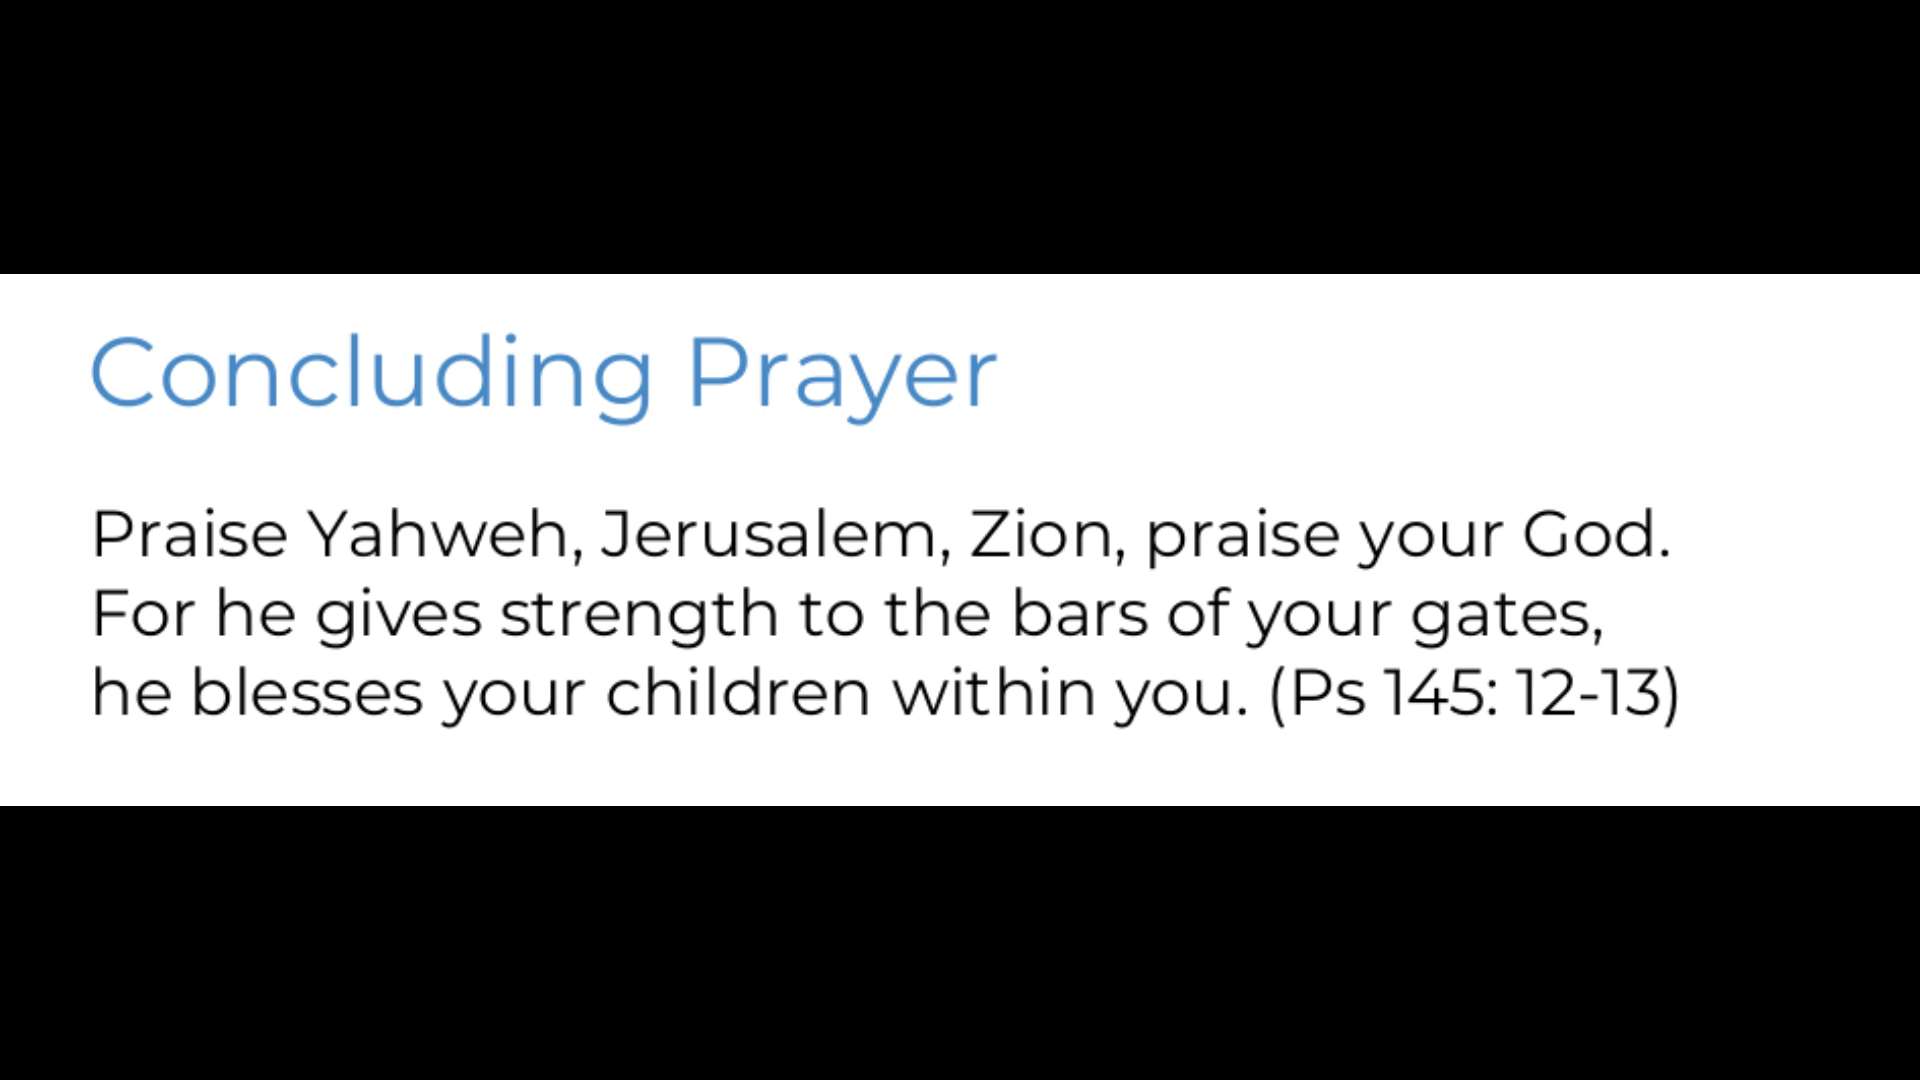 Concluding Prayer
Praise Yahweh, Jerusalem, Zion, praise your God.
For he gives strength to the bars of your gates,
he blesses your children within you. (Ps 145: 12-13)